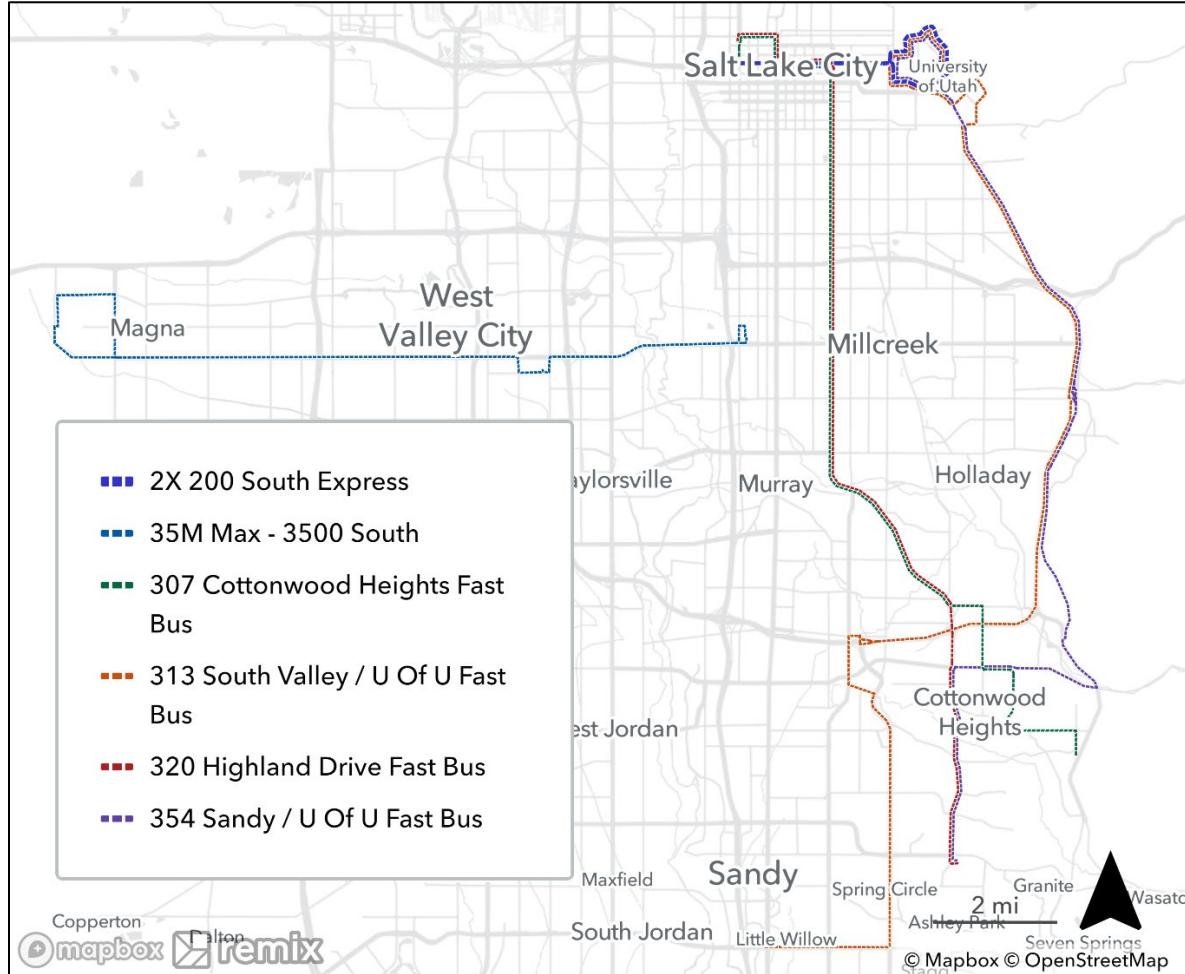 Salt Lake City
University
of Utah
West
Valley City
Magna
Millcreek
2X 200 South Express
35M Max - 3500 South
307 Cottonwood Heights Fast
Bus
313 South Valley / U Of U Fast
Bus
320 Highland Drive Fast Bus
354 Sandy / U Of U Fast Bus
aylorsville
Murray
Holladay
est Jordan
Cottonwood
Heights
Maxfield
Sandy
Spring Circle
Granite
Wasato
2 mi
Ashley Park
Copperton
Dalton
South Jordan
Little Willow
Seven Springs
mapbox
remix
© Mapbox © OpenStreetMap